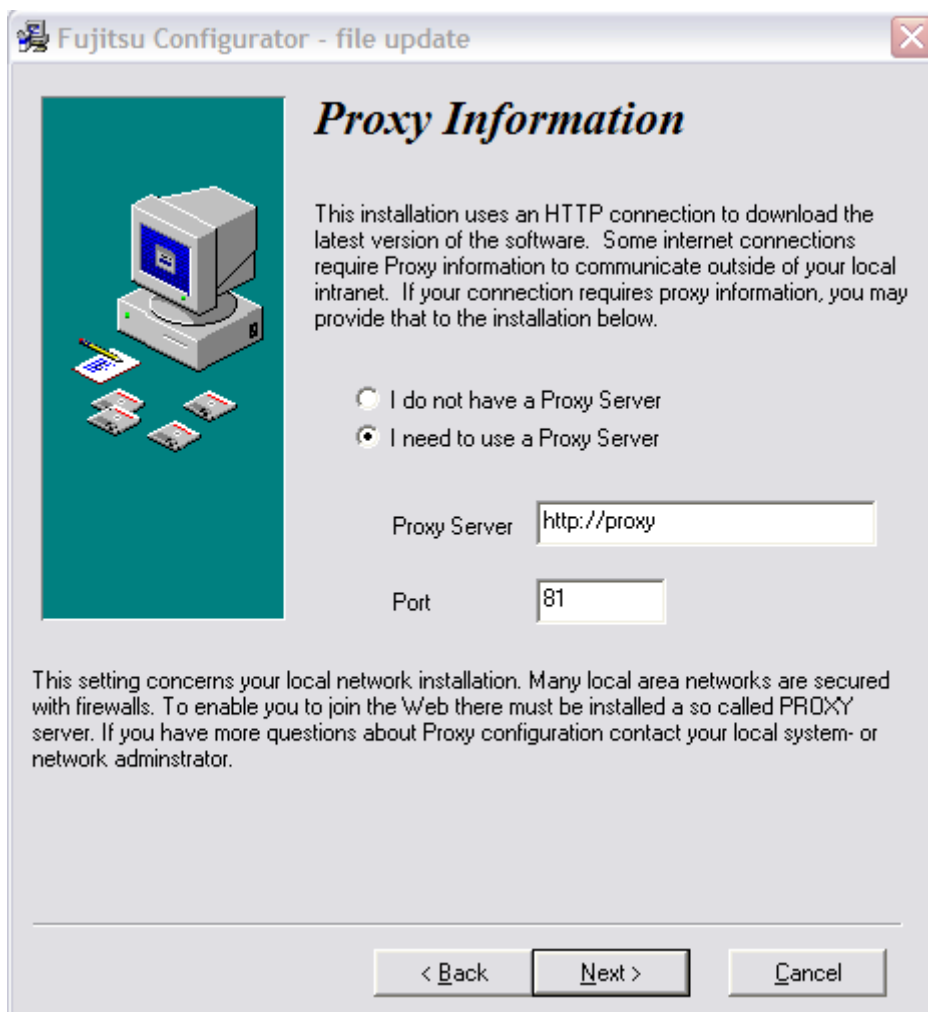 Fujitsu Configurator - file update
Proxy Information
This installation uses an HTTP connection to download the
latest version of the software.  Some internet connections
require Proxy information to communicate outside of your local
intranet.  If your connection requires proxy information, you may
provide that to the installation below.
I do not have a Proxy Server
I need to use a Proxy Server
Proxy Server http://proxy
Port 81
This setting concerns your local network installation. Many local area networks are secured
with firewalls. To enable you to join the Web there must be installed a so called PROXY
server. If you have more questions about Proxy configuration contact your local system- or
network adminstrator.
< Back Next > Cancel